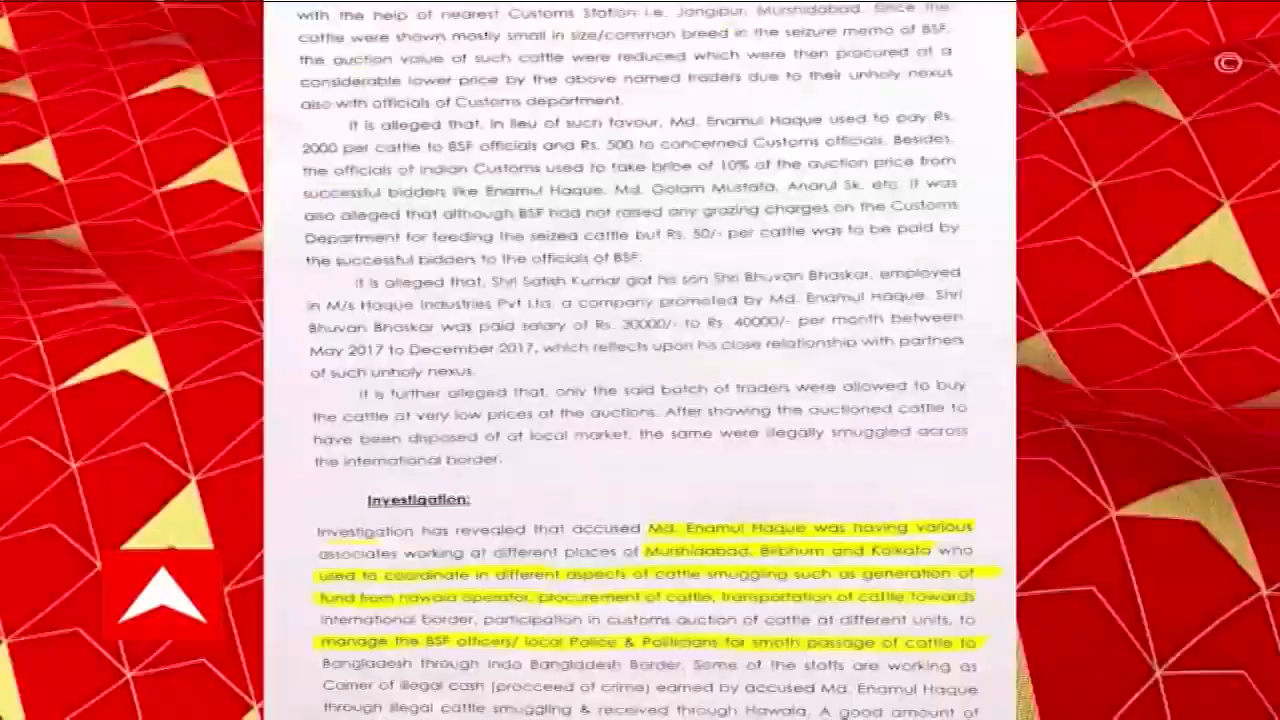 with the help of nearest Customs Station i.e. Jangipur, Murshidabad. Since the
cattle were shown mostly small in size/common breed in the seizure memo of BSF,
the auction value of such cattle were reduced which were then procured at a
considerable lower price by the above named traders due to their unholy nexus
also with officials of Customs department.
It is alleged that, in lieu of such favour, Md. Enamul Haque used to pay Rs.
2000 per cattle to BSF officials and Rs. 500 to concerned Customs officials. Besides,
the officials of Indian Customs used to take bribe of 10% of the auction price from
successful bidders like Enamul Haque, Md. Golam Mustafa, Anarul Sk. etc. It was
also alleged that although BSF had not raised any grazing charges on the Customs
Department for feeding the seized cattle but Rs. 50/- per cattle was to be paid by
the successful bidders to the officials of BSF.
It is alleged that, Shri Satish Kumar got his son Shri Bhuvan Bhaskar, employed
in M/s Haque Industries Pvt Ltd, a company promoted by Md. Enamul Haque. Shri
Bhuvan Bhaskar was paid salary of Rs. 30000/- to Rs. 40000/- per month between
May 2017 to December 2017, which reflects upon his close relationship with partners
of such unholy nexus.
It is further alleged that, only the said batch of traders were allowed to buy
the cattle at very low prices at the auctions. After showing the auctioned cattle to
have been disposed of at local market, the same were illegally smuggled across
the international border.
Investigation:
Investigation has revealed that accused Md. Enamul Haque was having various
associates working at different places of Murshidabad, Birbhum and Kolkata who
used to coordinate in different aspects of cattle smuggling such as generation of
fund from hawala operator, procurement of cattle, transportation of cattle towards
international border, participation in customs auction of cattle at different units, to
manage the BSF officers/ local Police & Politicians for smoth passage of cattle to
Bangladesh through Indo Bangladesh Border. Some of the staffs are working as
Carrier of illegal cash (procceed of crime) earned by accused Md. Enamul Haque
through illegal cattle smuggling & received through Hawala. A good amount of
©